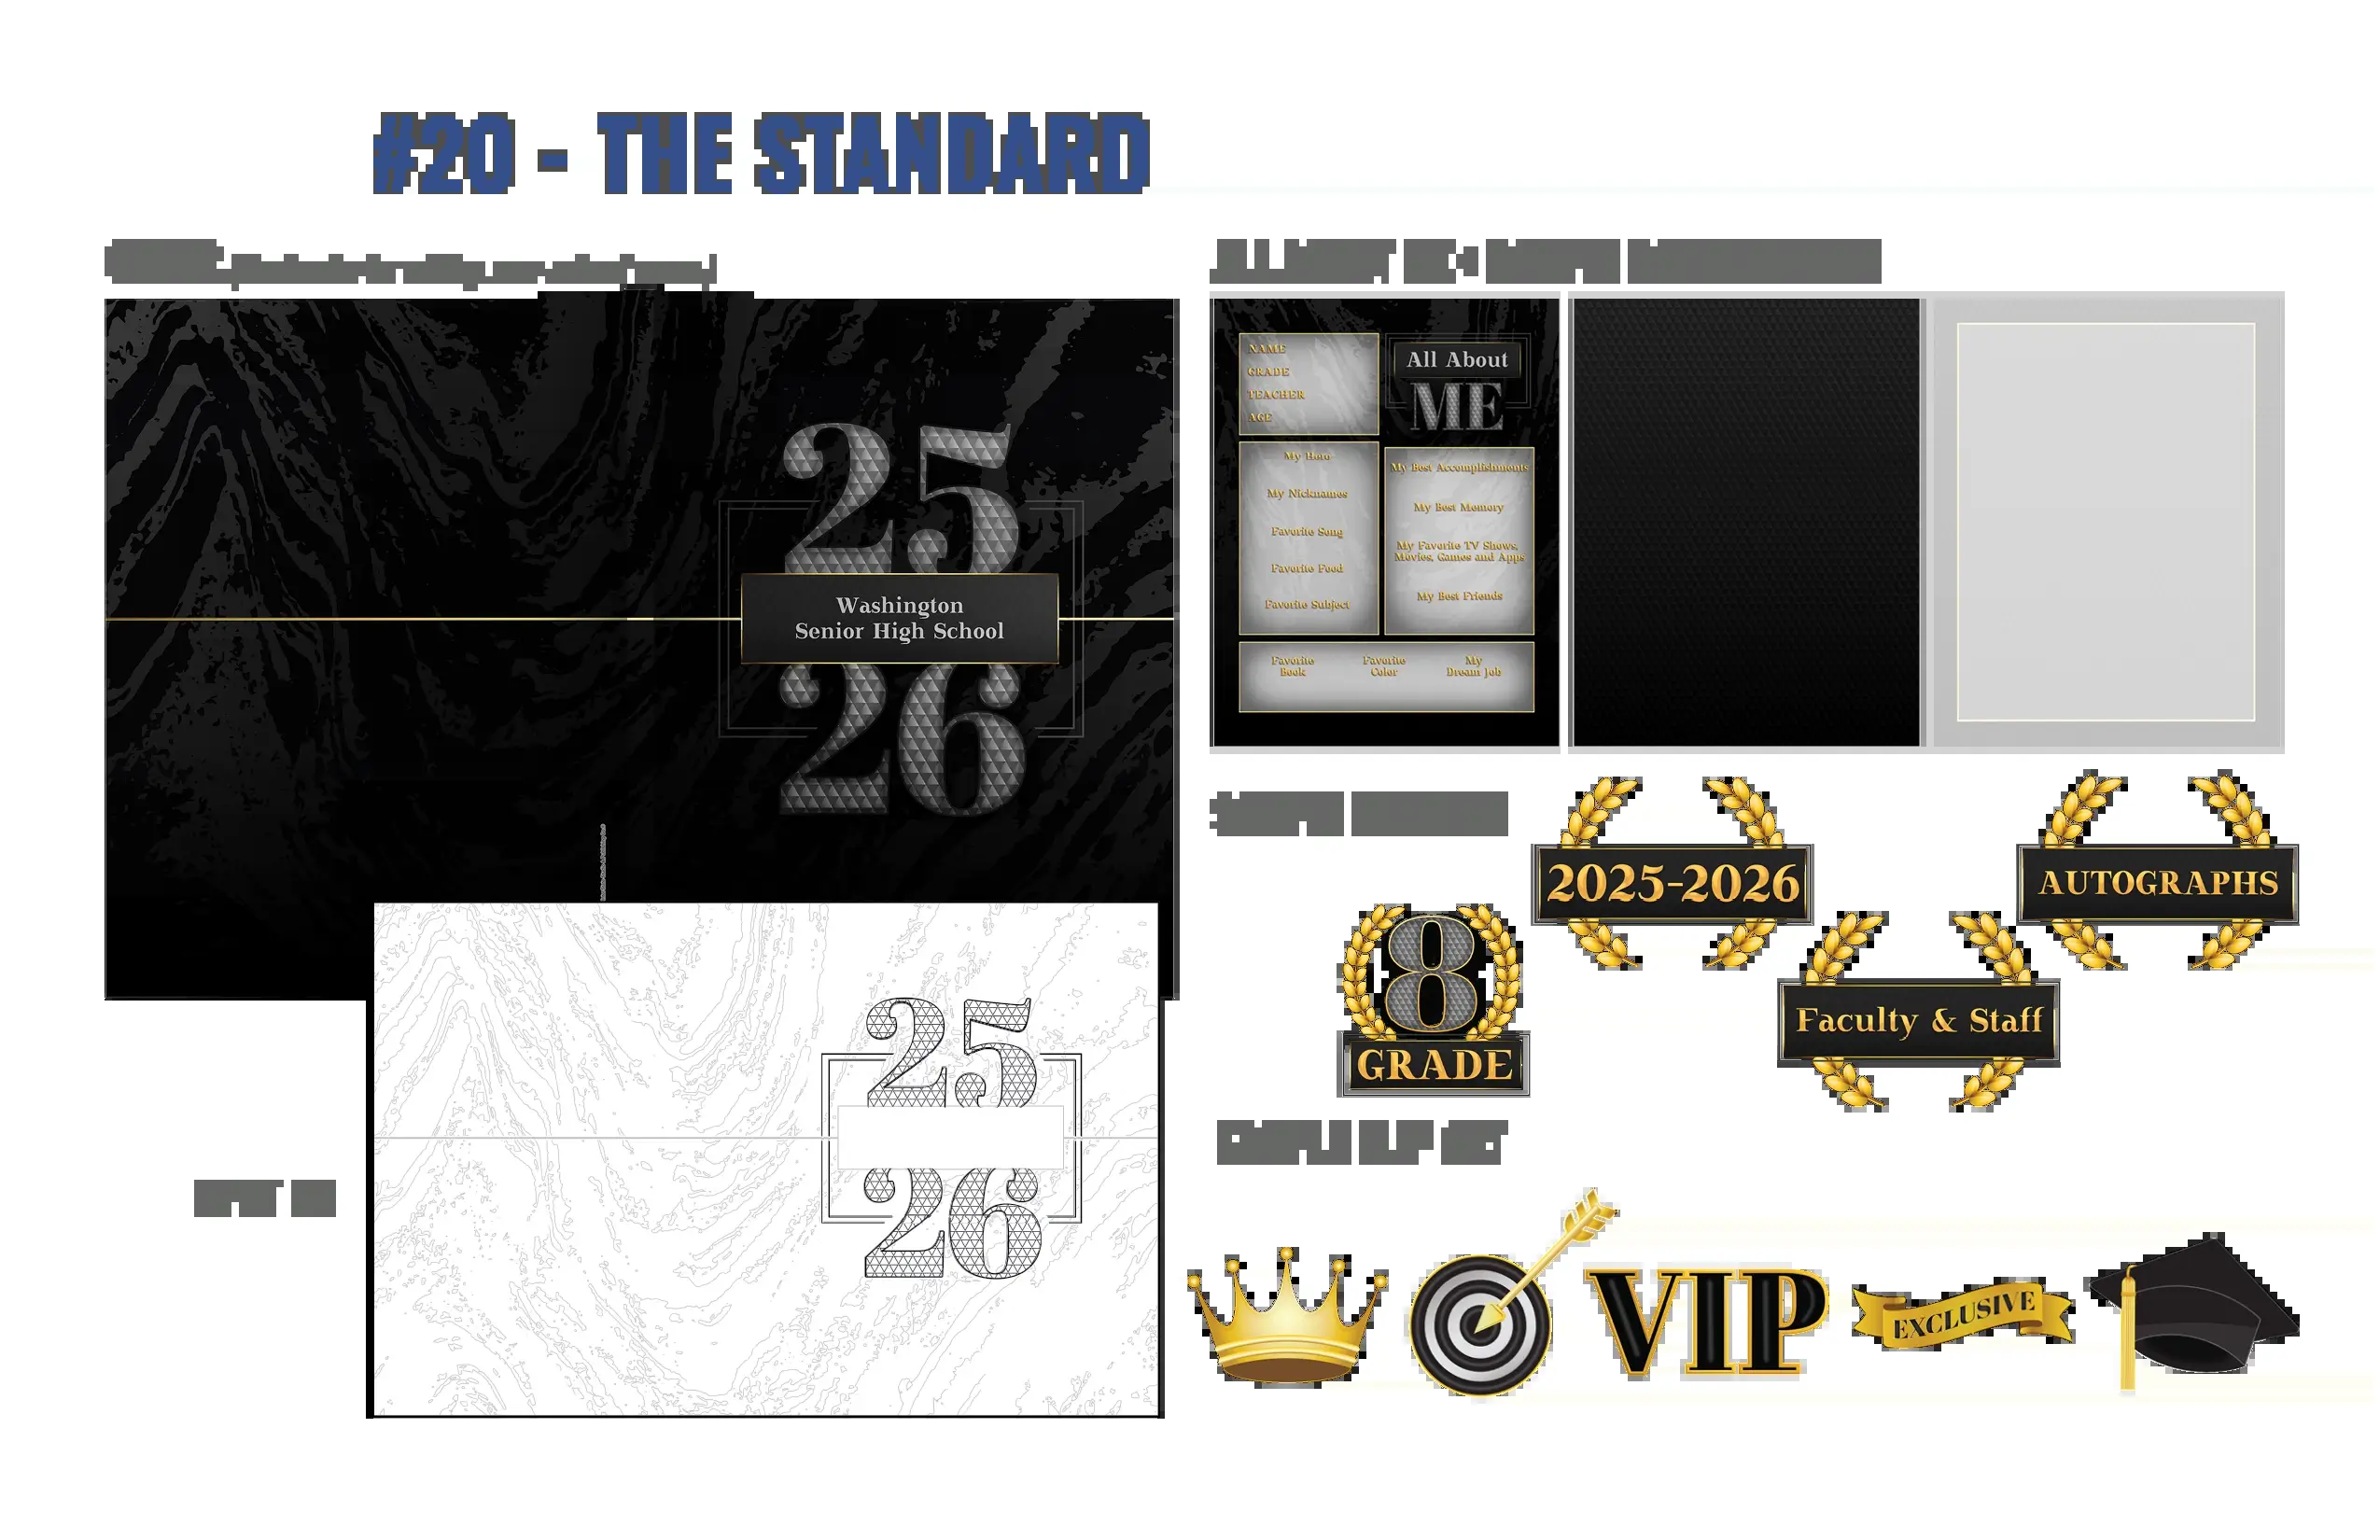 #20 - THE STANDARD
25
Washington
Senior High School
26
NAME
GRADE
TEACHER
AGE
All About
ME
My Hero
My Nicknames
Favorite Song
Favorite Food
Favorite Subject
My Best Accomplishments
My Best Memory
My Favorite TV Shows,
Movies, Games and Apps
My Best Friends
Favorite
Book
Favorite
Color
My
Dream Job
2025-2026
AUTOGRAPHS
8
GRADE
Faculty & Staff
25
26
VIP
EXCLUSIVE